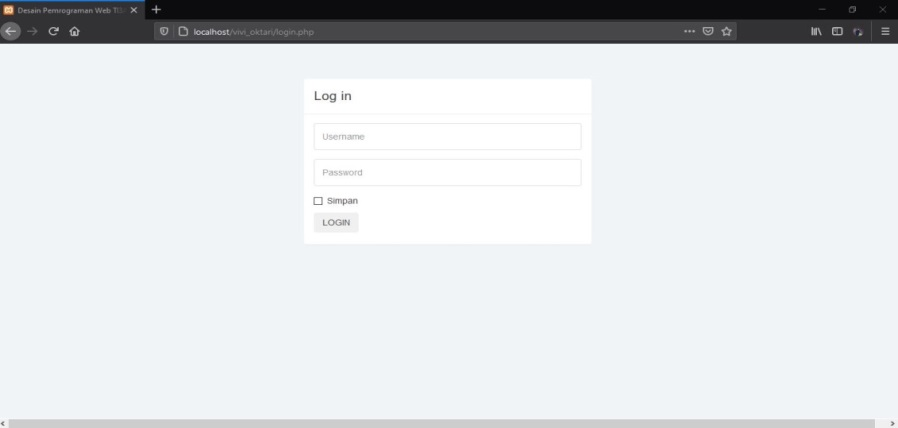 Desain Pemrograman Web TI
localhost/vivi_oktari/login.php
Log in
Username
Password
Simpan
LOGIN